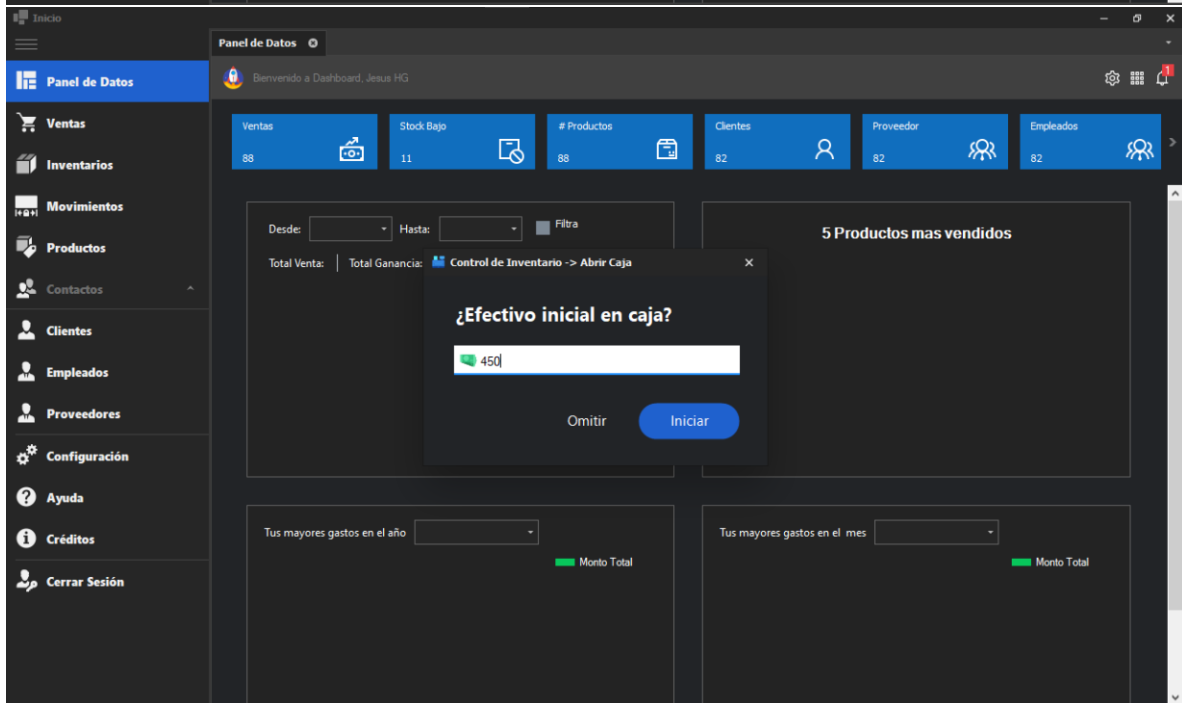 Inicio
Panel de Datos
Bienvenido a Dashboard, Jesus HG
1
Panel de Datos
Ventas
Inventarios
Movimientos
Productos
Contactos
Clientes
Empleados
Proveedores
Configuración
Ayuda
Créditos
Cerrar Sesión
Ventas
88
Stock Bajo
11
# Productos
88
Clientes
82
Proveedor
82
Empleados
82
Desde: Hasta: Filtra
Total Venta: Total Ganancia:
5 Productos mas vendidos
Control de Inventario -> Abrir Caja
¿Efectivo inicial en caja?
450
Omitir Iniciar
Tus mayores gastos en el año
Monto Total
Tus mayores gastos en el mes
Monto Total